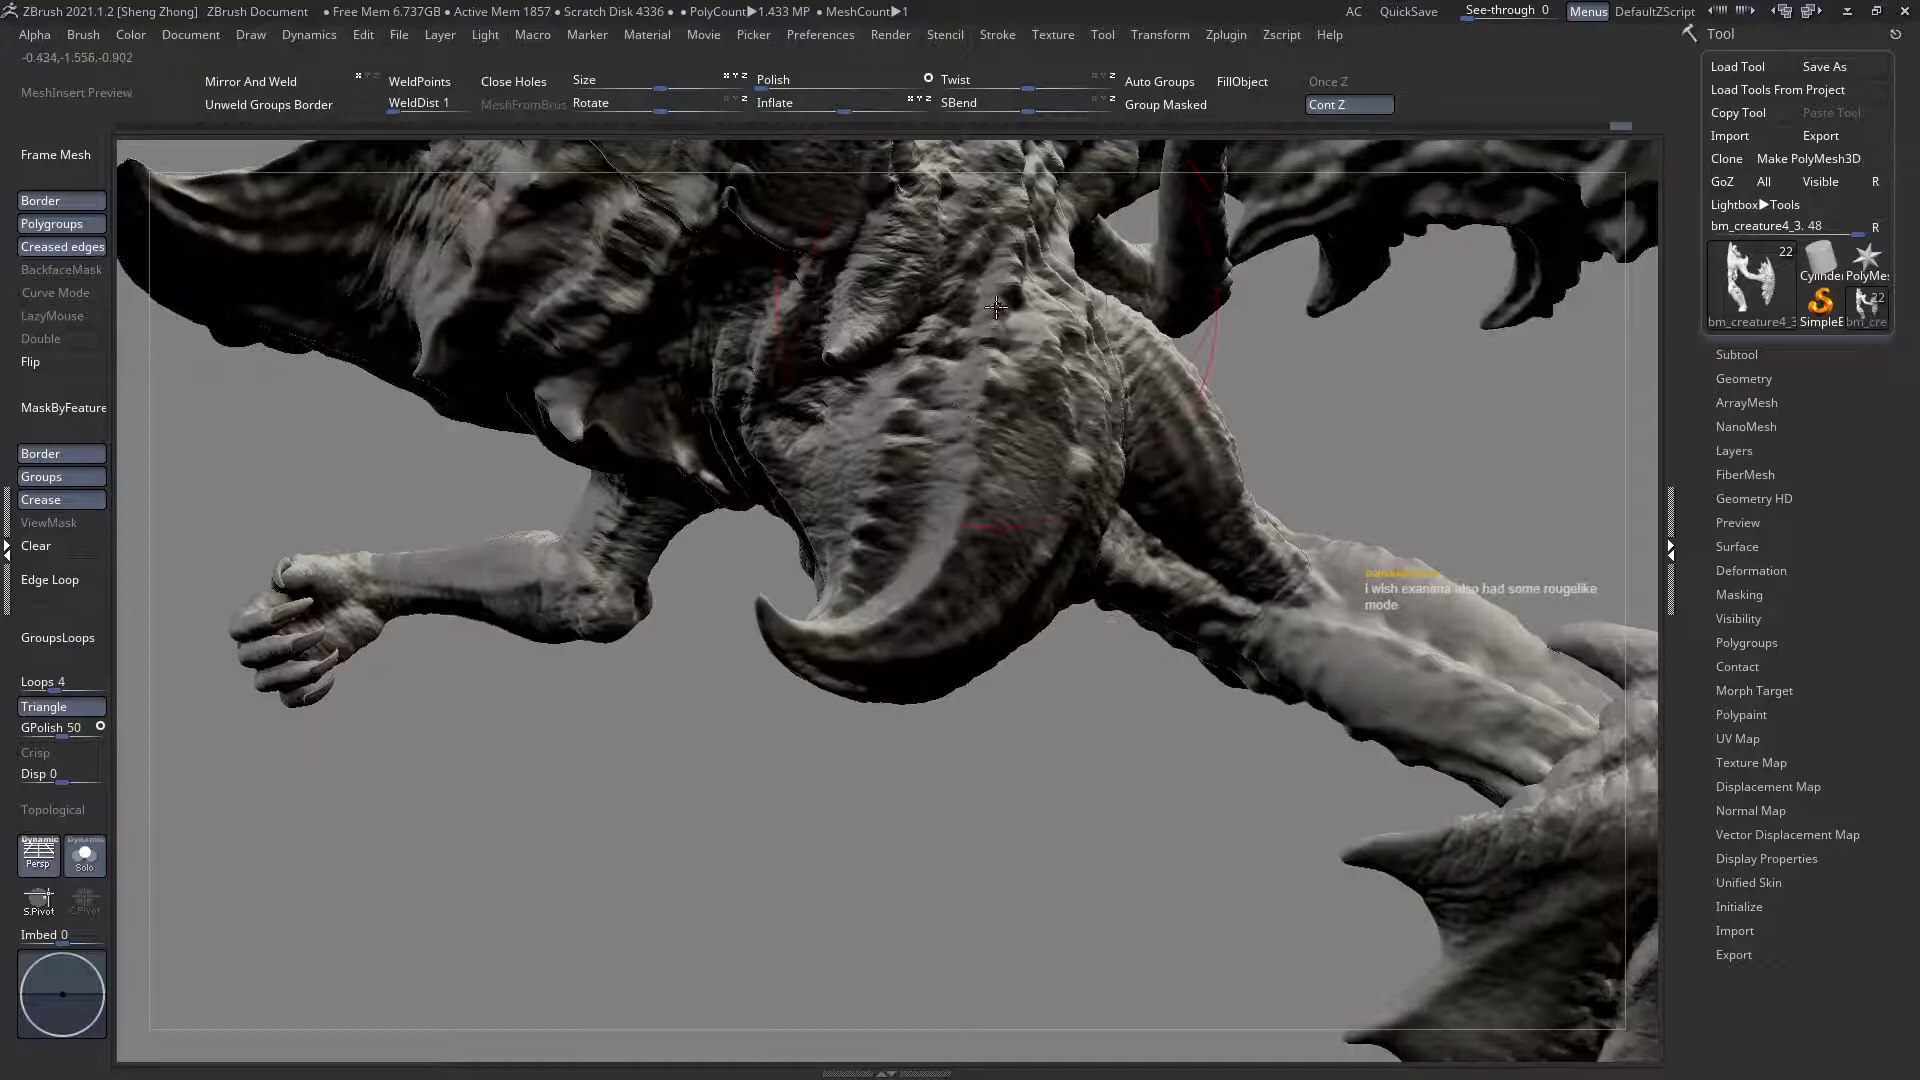 ZBrush 2021.1.2 [Sheng Zhong] ZBrush Document • Free Mem 6.737GB • Active Mem 1857 • Scratch Disk 4336 • • PolyCount▶1.433 MP • MeshCount▶1 AC QuickSave See-through 0 Menus DefaultZScript
Alpha Brush Color Document Draw Dynamics Edit File Layer Light Macro Marker Material Movie Picker Preferences Render Stencil Stroke Texture Tool Transform Zplugin Zscript Help
-0.434,-1.556,-0.902
MeshInsert Preview
Mirror And Weld WeldPoints Close Holes Size Polish Twist Auto Groups FillObject Once Z
Unweld Groups Border WeldDist 1 MeshFromBrus Rotate Inflate SBend Group Masked Cont Z
Frame Mesh
Border
Polygroups
Creased edges
BackfaceMask
Curve Mode
LazyMouse
Double
Flip
MaskByFeature
Border
Groups
Crease
ViewMask
Clear
Edge Loop
GroupsLoops
Loops 4
Triangle
GPolish 50
Crisp
Disp 0
Topological
Dynamic Dynamic
Persp Solo
S.Pivot C.Pivot
Imbed 0
i wish exanima also had some rougelike
mode
Tool
Load Tool Save As
Load Tools From Project
Copy Tool Paste Tool
Import Export
Clone Make PolyMesh3D
GoZ All Visible R
Lightbox▶Tools
bm_creature4_3. 48 R
22
Cylinde PolyMes
22
bm_creature4_3 SimpleE bm_cre
Subtool
Geometry
ArrayMesh
NanoMesh
Layers
FiberMesh
Geometry HD
Preview
Surface
Deformation
Masking
Visibility
Polygroups
Contact
Morph Target
Polypaint
UV Map
Texture Map
Displacement Map
Normal Map
Vector Displacement Map
Display Properties
Unified Skin
Initialize
Import
Export